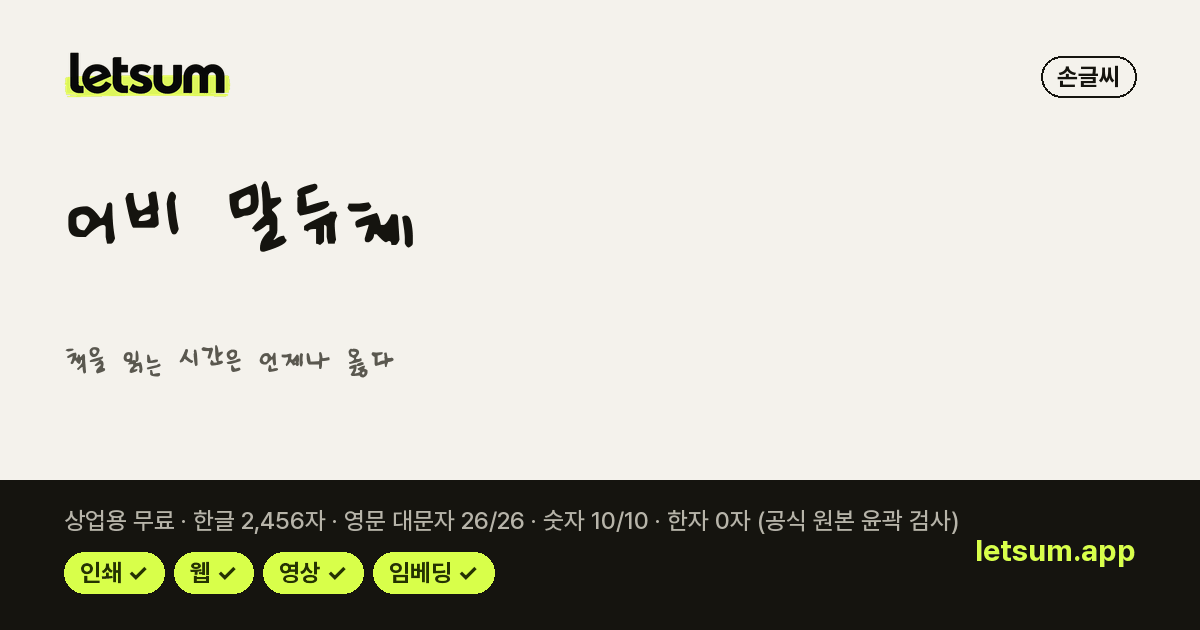 letsum
손글씨
어비 말듀체
책을 읽는 시간은 언제나 옳다
상업용 무료 · 한글 2,456자 · 영문 대문자 26/26 · 숫자 10/10 · 한자 0자 (공식 원본 윤곽 검사)
인쇄 ✓ 웹 ✓ 영상 ✓ 임베딩 ✓
letsum.app